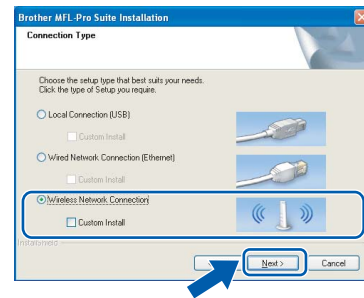 Brother MFL-Pro Suite Installation
Connection Type
Choose the setup type that best suits your needs.
Click the type of Setup you require.
Local Connection (USB)
Custom Install
Wired Network Connection (Ethernet)
Custom Install
Wireless Network Connection
Custom Install
InstallShield
Next >
Cancel